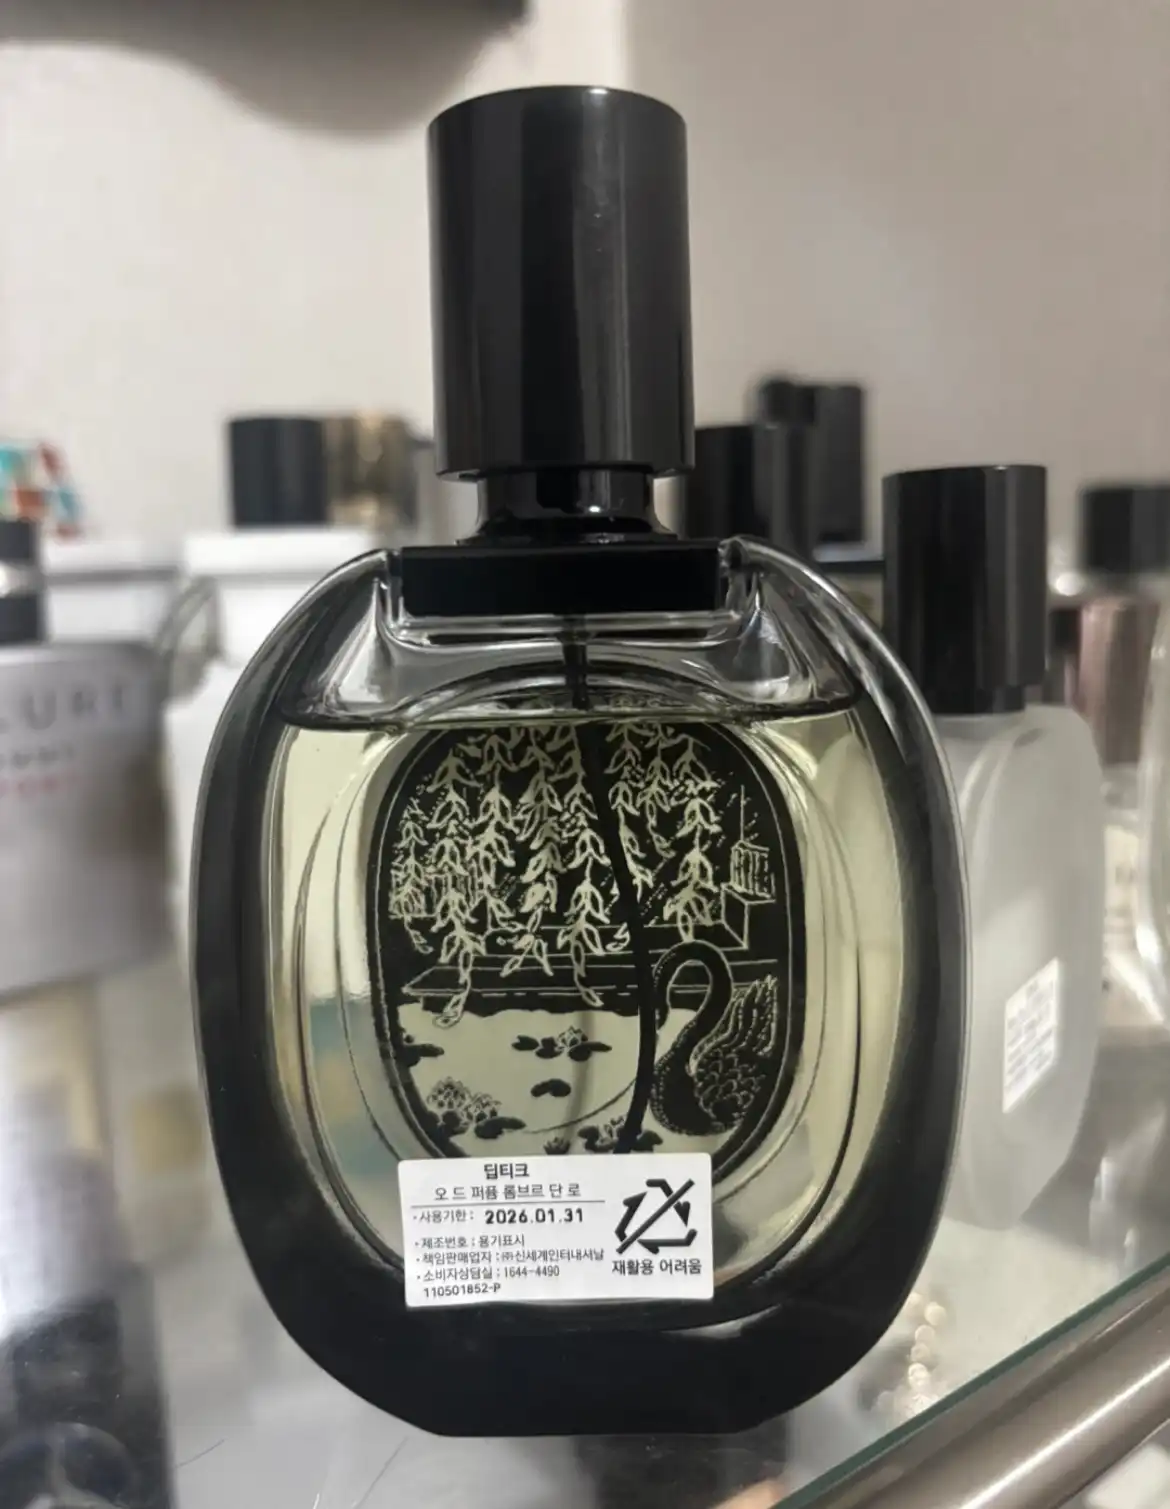 딥티크
오 드 퍼퓸 롬브르 단 로
·사용기한 : 2026.01.31
·제조번호 : 용기표시
·책임판매업자 : ㈜신세계인터내셔날
·소비자상담실 : 1644-4490
110501852-P
재활용 어려움